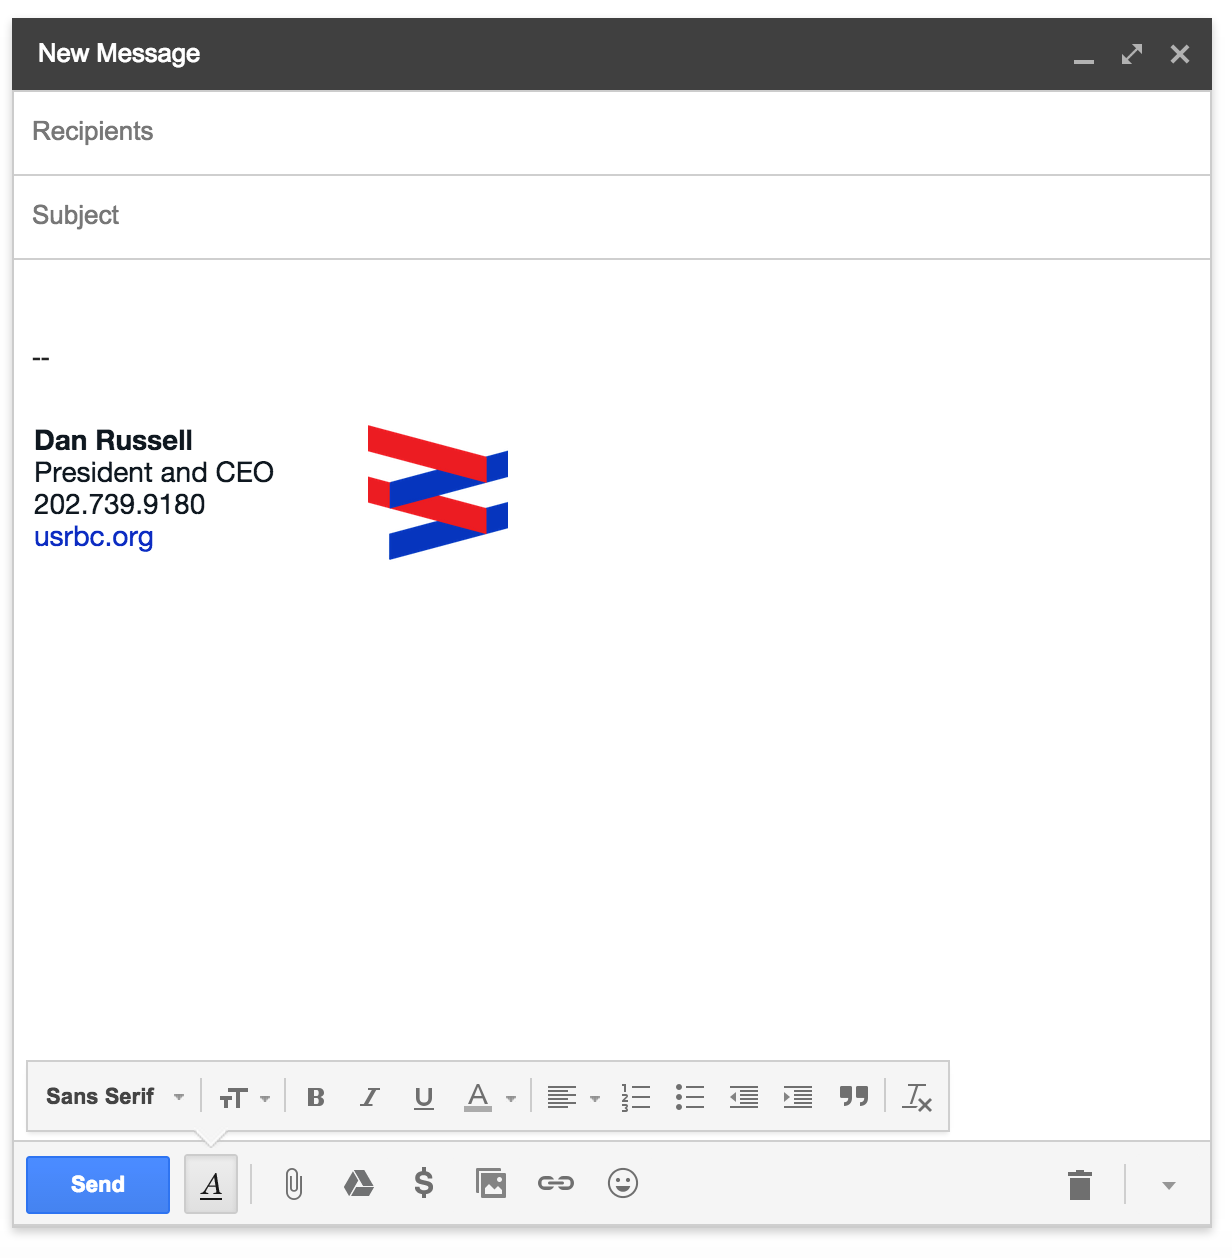 New Message
Recipients
Subject
--
Dan Russell
President and CEO
202.739.9180
usrbc.org
Sans Serif
Send